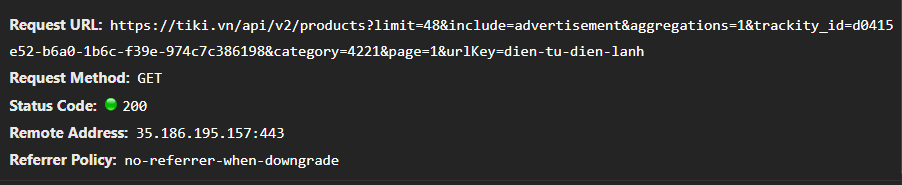 Request URL: https://tiki.vn/api/v2/products?limit=48&include=advertisement&aggregations=1&trackity_id=d0415
e52-b6a0-1b6c-f39e-974c7c386198&category=4221&page=1&urlKey=dien-tu-dien-lanh
Request Method: GET
Status Code: 200
Remote Address: 35.186.195.157:443
Referrer Policy: no-referrer-when-downgrade